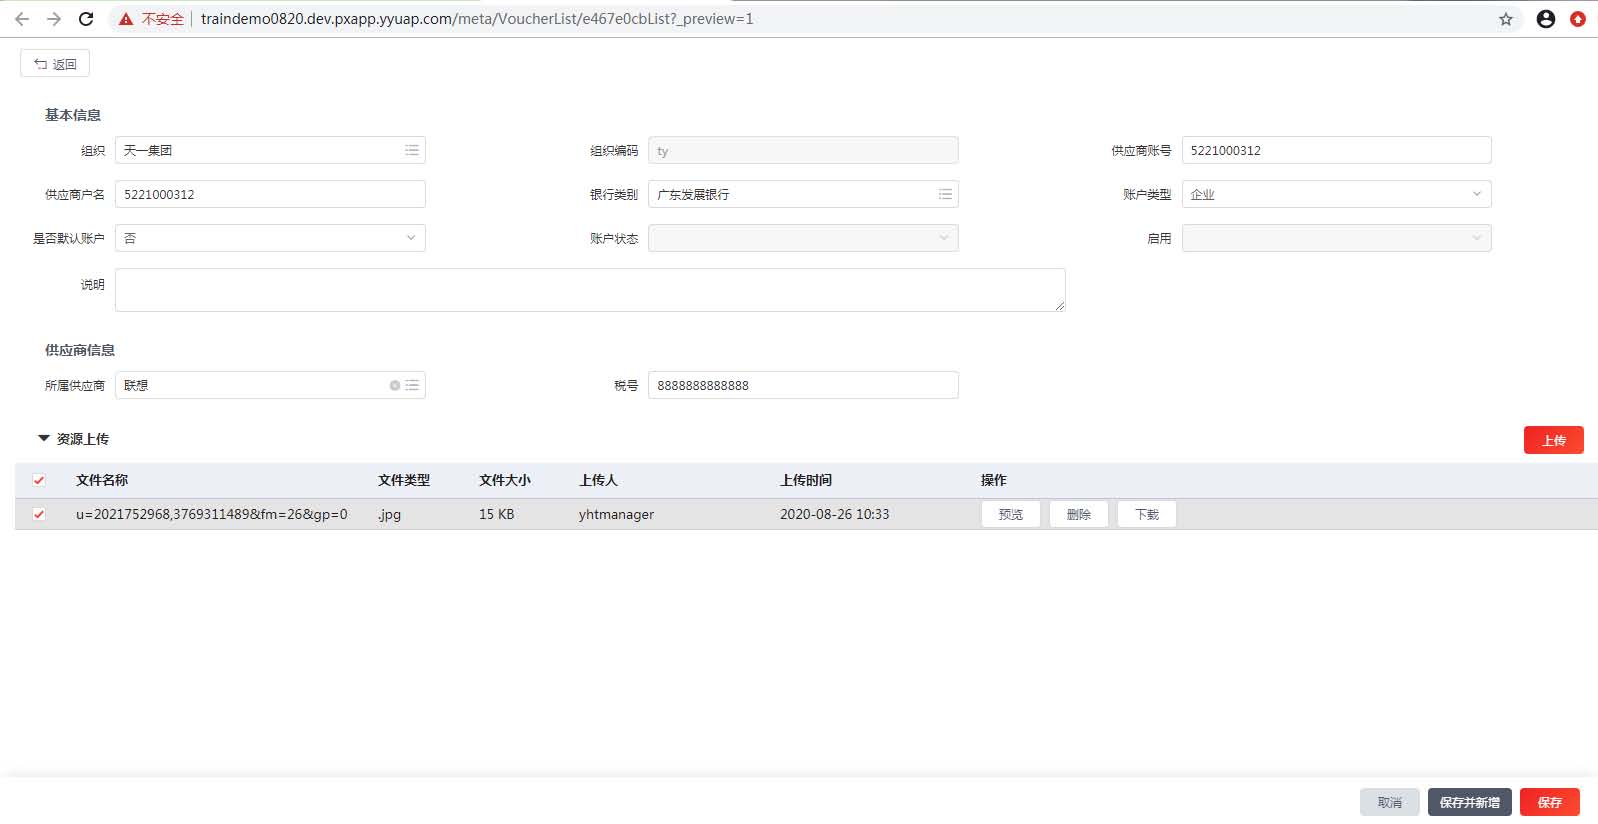 不安全 traindemo0820.dev.pxapp.yyuap.com/meta/VoucherList/e467e0cbList?_preview=1
返回
基本信息
组织 天一集团 组织编码 ty 供应商账号 5221000312
供应商户名 5221000312 银行类别 广东发展银行 账户类型 企业
是否默认账户 否 账户状态 启用
说明
供应商信息
所属供应商 联想 税号 8888888888888
资源上传 上传
文件名称 文件类型 文件大小 上传人 上传时间 操作
u=2021752968,3769311489&fm=26&gp=0 .jpg 15 KB yhtmanager 2020-08-26 10:33 预览 删除 下载
取消 保存并新增 保存